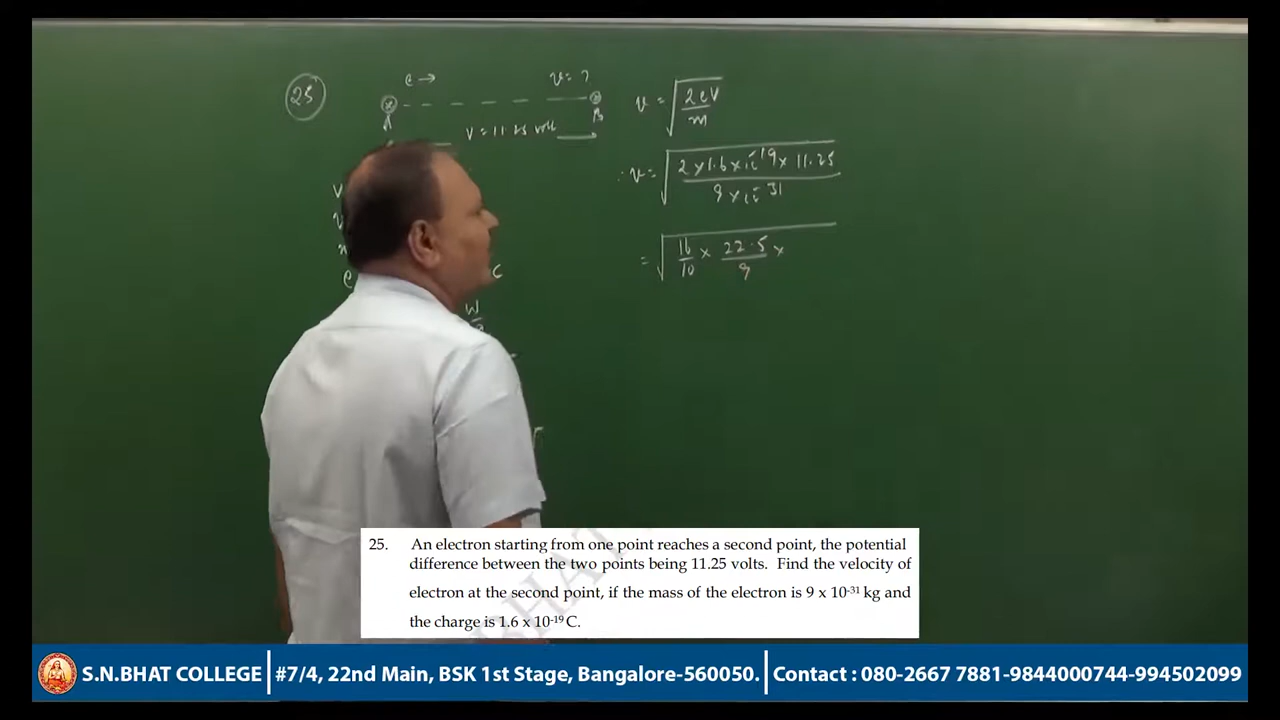 25
e →
v = ?
A
B
V = 11.25 volt
v = √(2eV/m)
∴ v = √(2 × 1.6 × 10⁻¹⁹ × 11.25 / 9 × 10⁻³¹)
= √(16/10 × 22.5/9 ×
C
W
25. An electron starting from one point reaches a second point, the potential
difference between the two points being 11.25 volts. Find the velocity of
electron at the second point, if the mass of the electron is 9 x 10⁻³¹ kg and
the charge is 1.6 x 10⁻¹⁹ C.
BHAT
S.N.BHAT COLLEGE #7/4, 22nd Main, BSK 1st Stage, Bangalore-560050. Contact : 080-2667 7881-9844000744-994502099